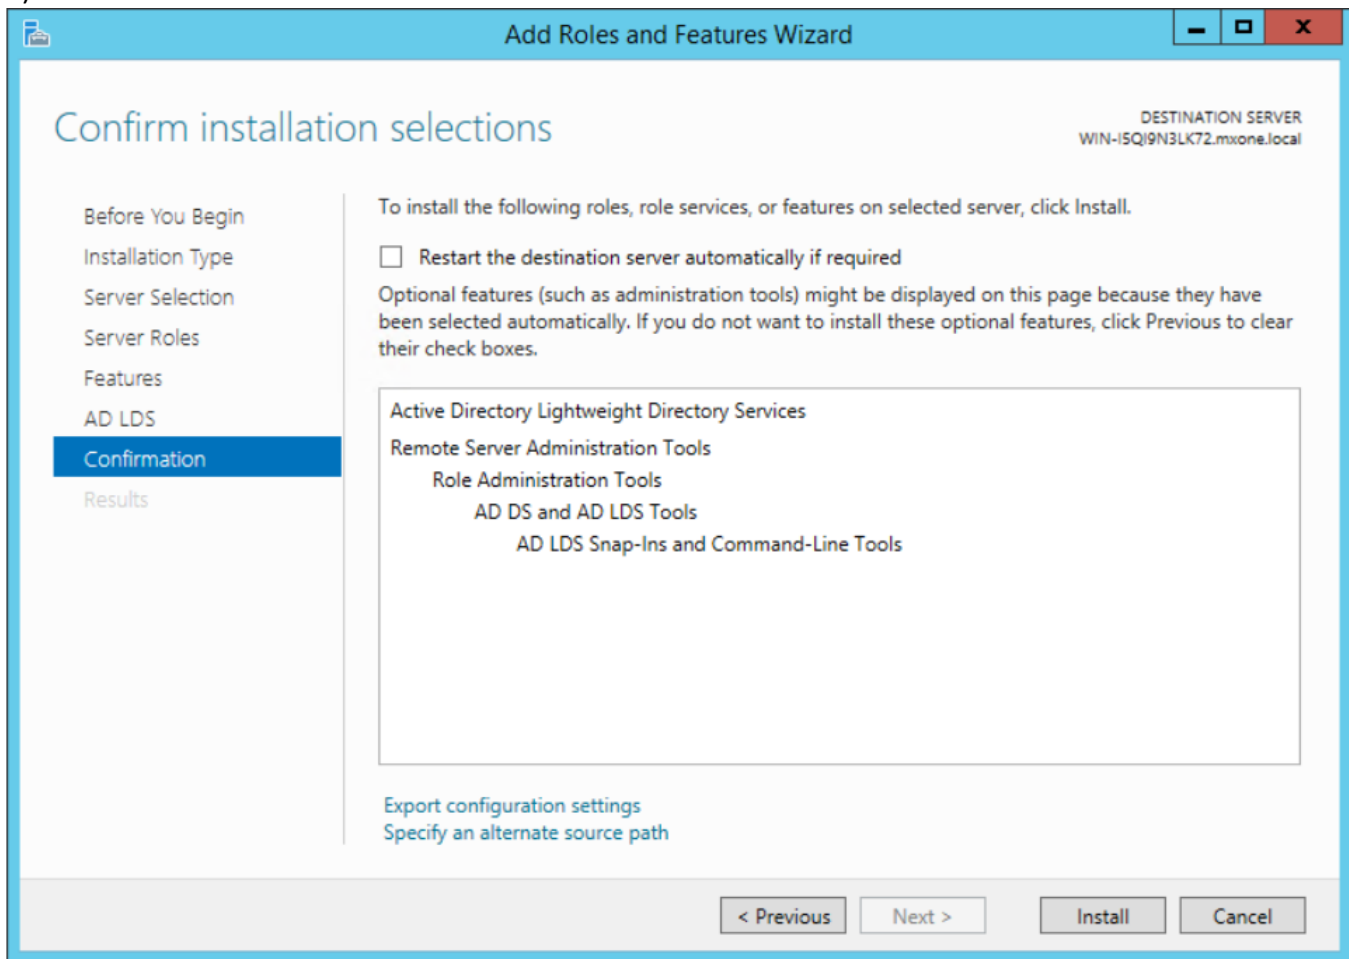 Add Roles and Features Wizard
Confirm installation selections
DESTINATION SERVER
WIN-I5QI9N3LK72.mxone.local
Before You Begin
Installation Type
Server Selection
Server Roles
Features
AD LDS
Confirmation
Results
To install the following roles, role services, or features on selected server, click Install.
Restart the destination server automatically if required
Optional features (such as administration tools) might be displayed on this page because they have
been selected automatically. If you do not want to install these optional features, click Previous to clear
their check boxes.
Active Directory Lightweight Directory Services
Remote Server Administration Tools
Role Administration Tools
AD DS and AD LDS Tools
AD LDS Snap-Ins and Command-Line Tools
Export configuration settings
Specify an alternate source path
< Previous
Next >
Install
Cancel